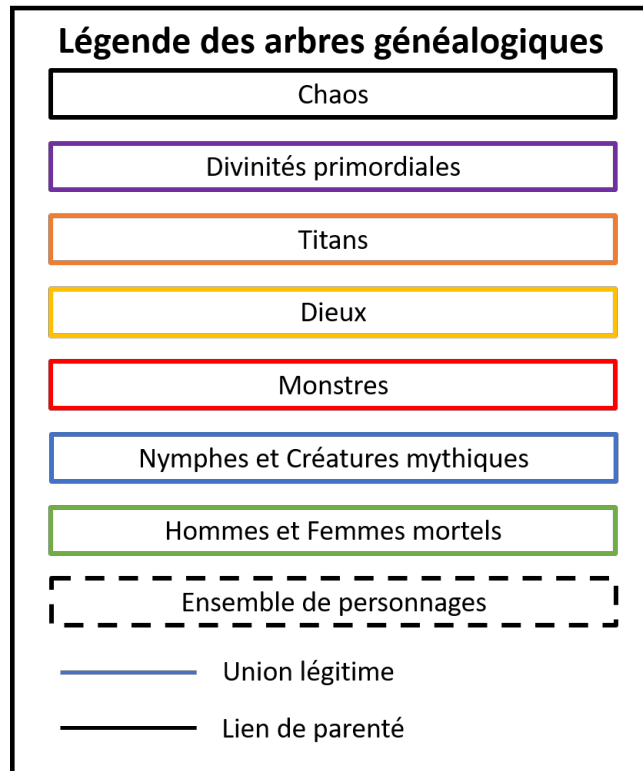 Légende des arbres généalogiques
Chaos
Divinités primordiales
Titans
Dieux
Monstres
Nymphes et Créatures mythiques
Hommes et Femmes mortels
Ensemble de personnages
Union légitime
Lien de parenté